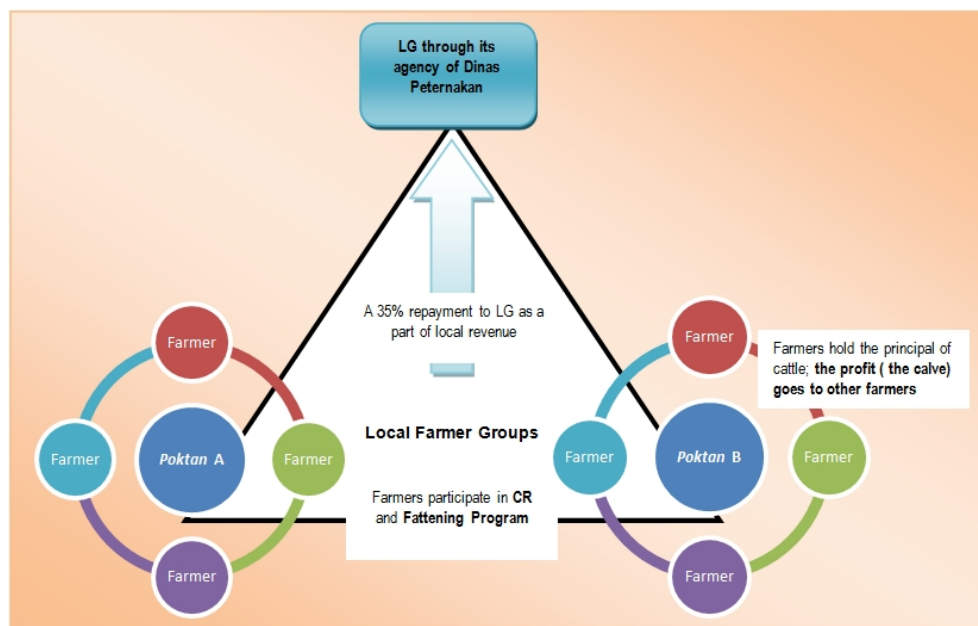 LG through its
agency of Dinas
Peternakan
A 35% repayment to LG as a
part of local revenue
Farmer
Farmer
Poktan A
Farmer
Farmer
Local Farmer Groups
Farmers participate in CR
and Fattening Program
Farmer
Farmers hold the principal of
cattle; the profit ( the calve)
goes to other farmers
Farmer
Poktan B
Farmer
Farmer